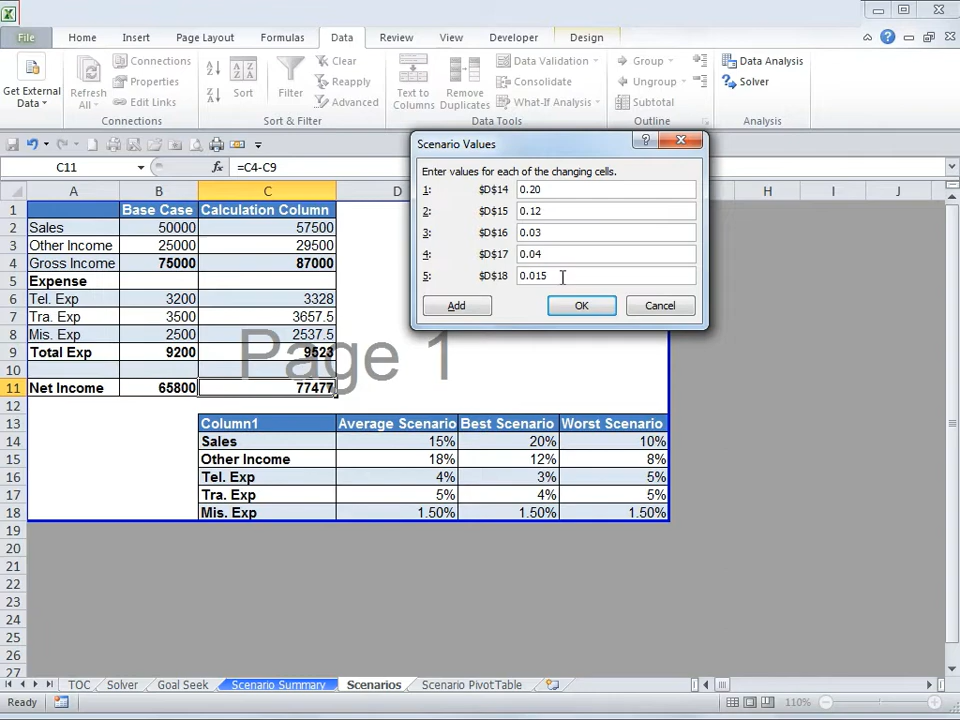 File Home Insert Page Layout Formulas Data Review View Developer Design
Get External Data
Refresh All
Connections
Properties
Edit Links
Connections
Sort
Filter
Clear
Reapply
Advanced
Sort & Filter
Text to Columns
Remove Duplicates
Data Validation
Consolidate
What-If Analysis
Data Tools
Group
Ungroup
Subtotal
Outline
Data Analysis
Solver
Analysis
C11 fx =C4-C9
Scenario Values
Enter values for each of the changing cells.
1: $D$14 0.20
2: $D$15 0.12
3: $D$16 0.03
4: $D$17 0.04
5: $D$18 0.015
Add OK Cancel
A B C D H I J
1 Base Case Calculation Column
2 Sales 50000 57500
3 Other Income 25000 29500
4 Gross Income 75000 87000
5 Expense
6 Tel. Exp 3200 3328
7 Tra. Exp 3500 3657.5
8 Mis. Exp 2500 2537.5
9 Total Exp 9200 9523
10
11 Net Income 65800 77477
Page 1
12
13 Column1 Average Scenario Best Scenario Worst Scenario
14 Sales 15% 20% 10%
15 Other Income 18% 12% 8%
16 Tel. Exp 4% 3% 5%
17 Tra. Exp 5% 4% 5%
18 Mis. Exp 1.50% 1.50% 1.50%
19
20
21
22
23
24
25
26
27
TOC Solver Goal Seek Scenario Summary Scenarios Scenario PivotTable
Ready 110%